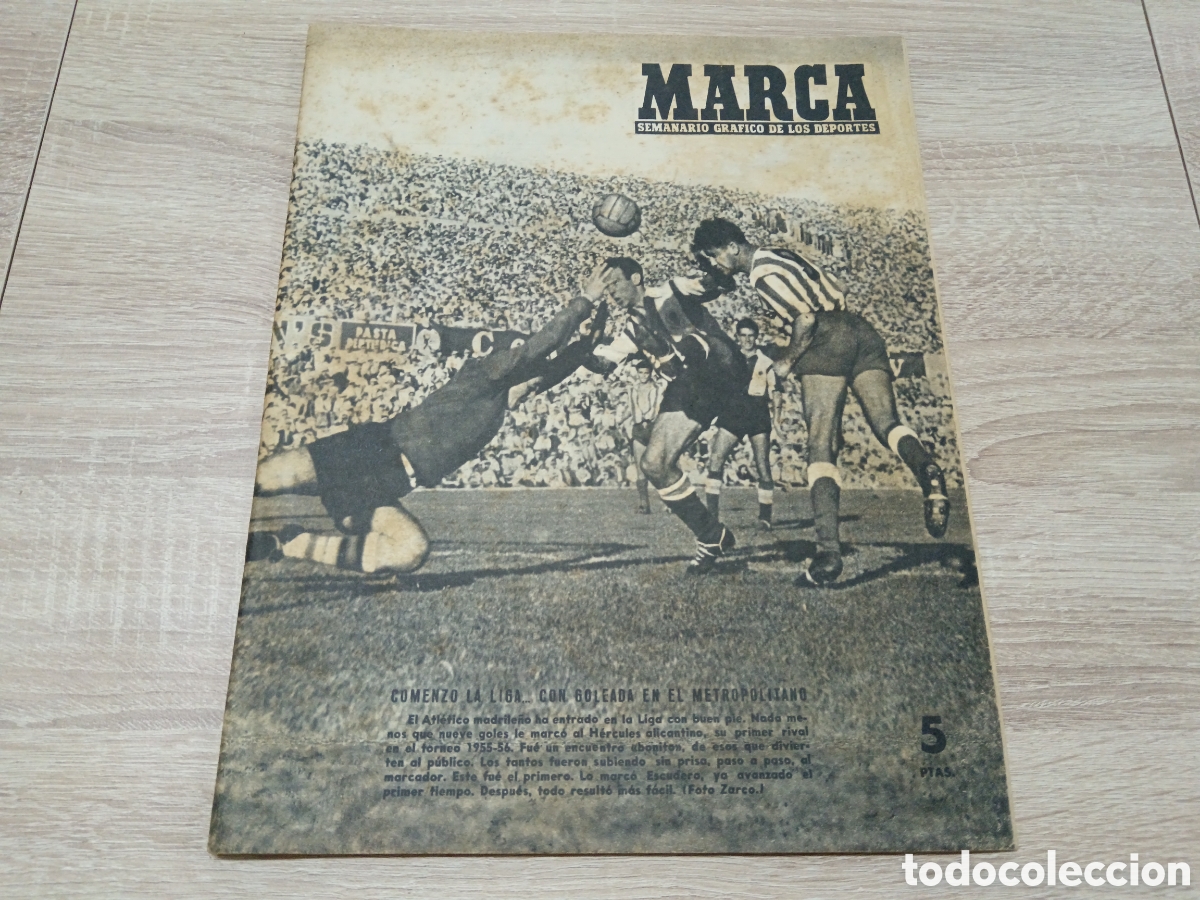 MARCA
SEMANARIO GRAFICO DE LOS DEPORTES
PASTA
C
COMENZO LA LIGA... CON GOLEADA EN EL METROPOLITANO
El Atlético madrileño ha entrado en la Liga con buen pie. Nada me-
nos que nueve goles le marcó al Hércules alicantino, su primer rival
en el torneo 1955-56. Fué un encuentro aboniton, de esos que divier-
ten al público. Los tantos fueron subiendo sin prisa, paso a paso, al
marcador. Este fué el primero. Lo marcó Escudero, ya avanzado el
primer tiempo. Después, todo resultó más fácil. (Foto Zarco.)
5
PTAS.
todocoleccion